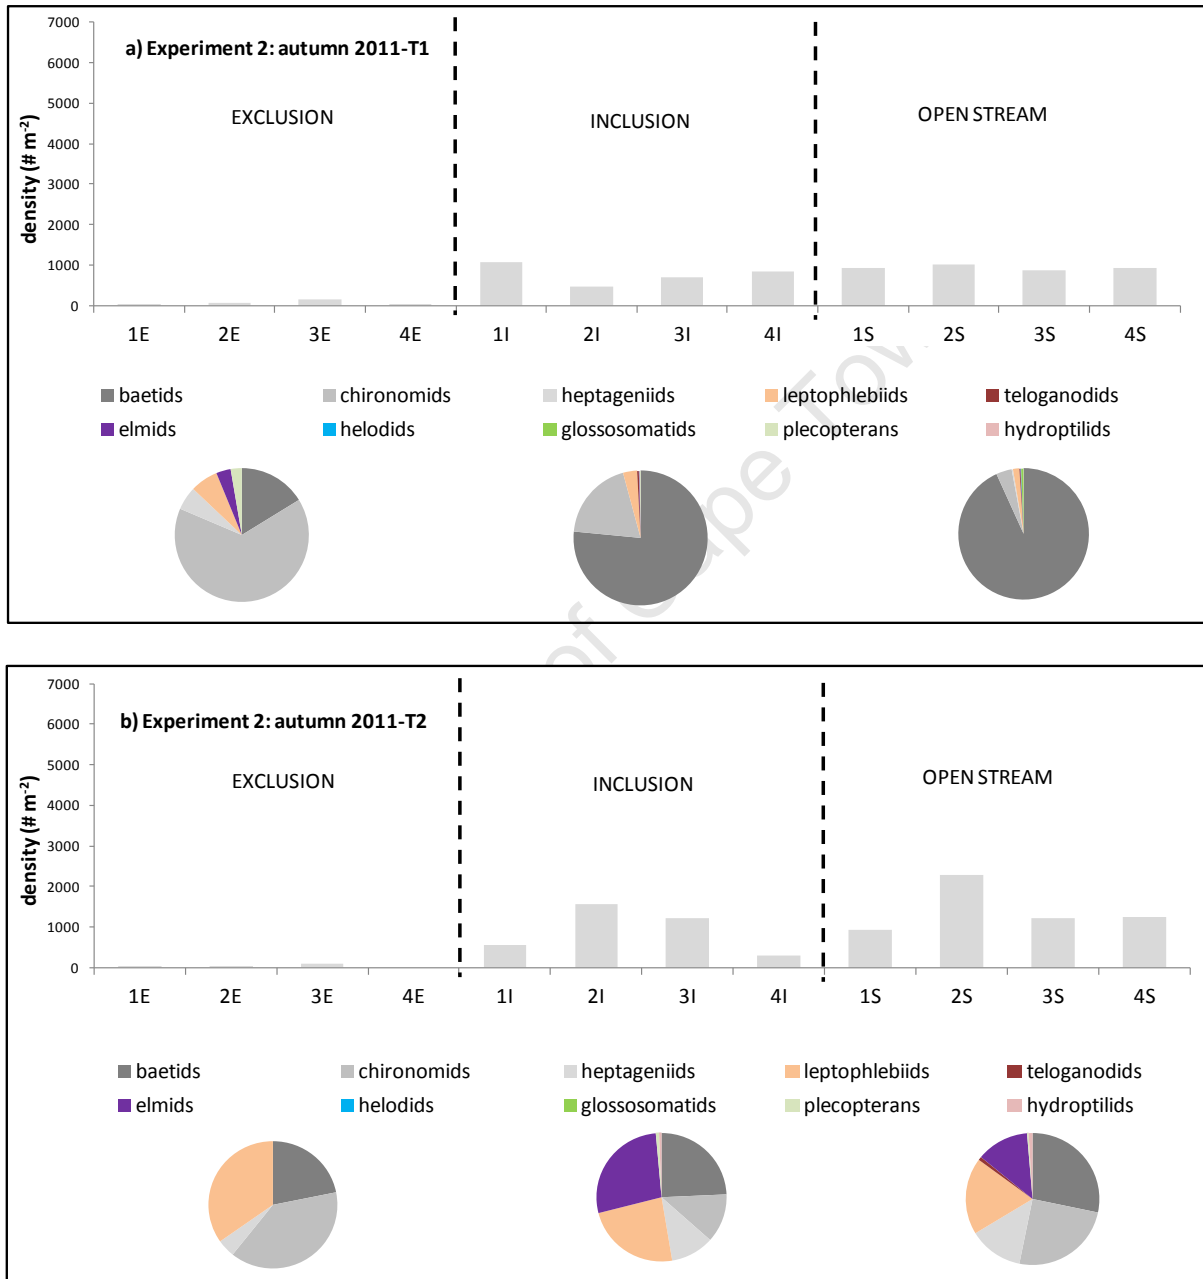 7000
a) Experiment 2: autumn 2011-T1
6000
5000
EXCLUSION
INCLUSION
OPEN STREAM
4000
3000
2000
1000
0
density (# m-2)
1E 2E 3E 4E 1I 2I 3I 4I 1S 2S 3S 4S
baetids chironomids heptageniids leptophlebiids teloganodids
elmids helodids glossosomatids plecopterans hydroptilids
of Cape Tow
7000
b) Experiment 2: autumn 2011-T2
6000
5000
EXCLUSION
INCLUSION
OPEN STREAM
4000
3000
2000
1000
0
density (# m-2)
1E 2E 3E 4E 1I 2I 3I 4I 1S 2S 3S 4S
baetids chironomids heptageniids leptophlebiids teloganodids
elmids helodids glossosomatids plecopterans hydroptilids